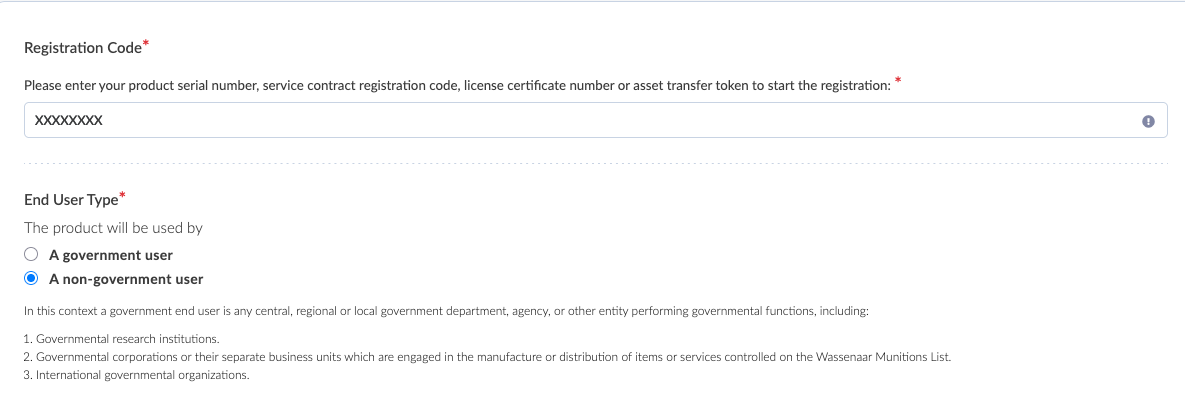 Registration Code*
Please enter your product serial number, service contract registration code, license certificate number or asset transfer token to start the registration: *
XXXXXXXX
End User Type*
The product will be used by
A government user
A non-government user
In this context a government end user is any central, regional or local government department, agency, or other entity performing governmental functions, including:
1. Governmental research institutions.
2. Governmental corporations or their separate business units which are engaged in the manufacture or distribution of items or services controlled on the Wassenaar Munitions List.
3. International governmental organizations.